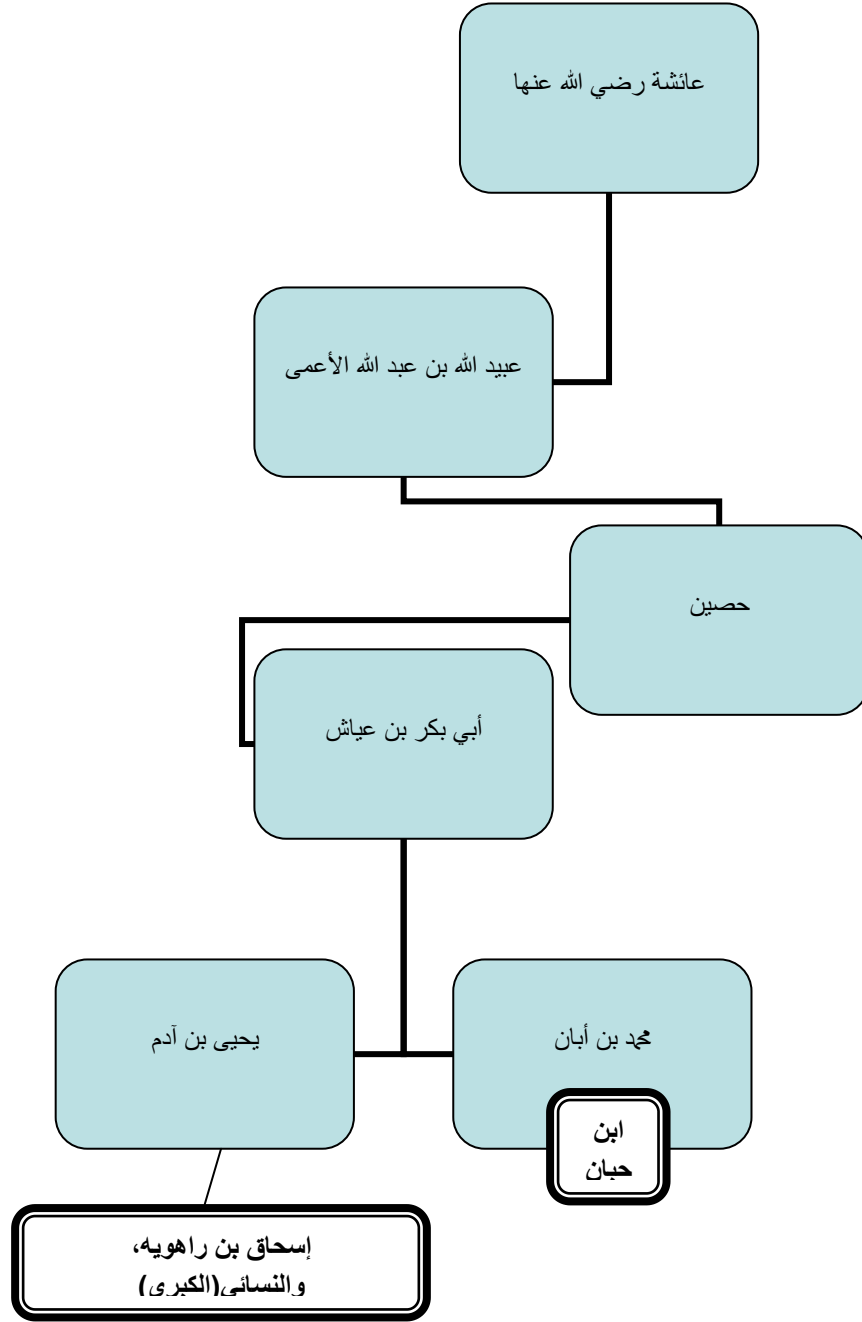 عائشة رضي الله عنها
عبيد الله بن عبد الله الأعمى
حصين
أبي بكر بن عياش
محمد بن أبان
يحيى بن آدم
ابن
حبان
إسحاق بن راهويه،
والنسائي(الكبرى)